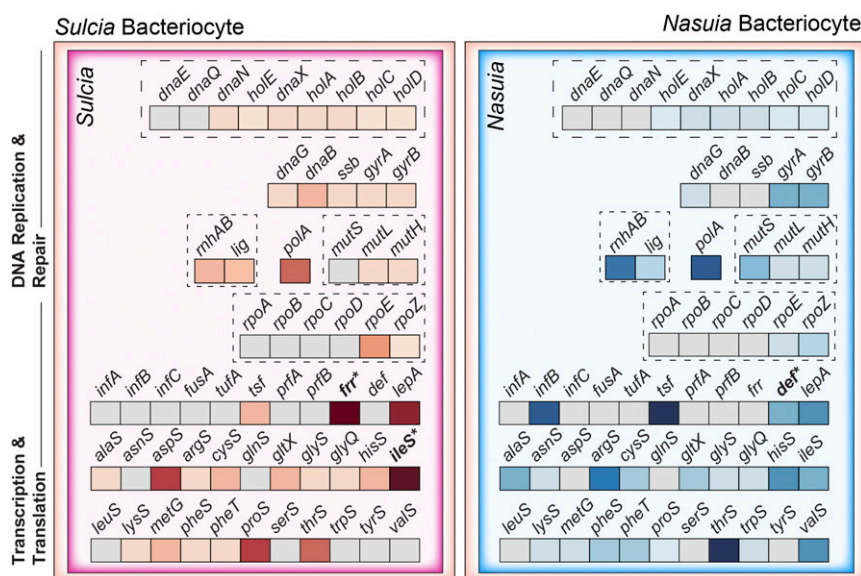 Sulcia Bacteriocyte
Nasuia Bacteriocyte
DNA Replication &
Repair
Transcription &
Translation
Sulcia
dnaE dnaQ dnaN holE dnaX holA holB holC holD
dnaG dnaB ssb gyrA gyrB
rnhAB lig polA mutS mutL mutH
rpoA rpoB rpoC rpoD rpoE rpoZ
infA infB infC fusA tufA tsf prfA prfB frr* def lepA
alaS asnS aspS argS cysS glnS gltX glyS glyQ hisS ileS*
leuS lysS metG pheS pheT proS serS thrS trpS tyrS valS
Nasuia
dnaE dnaQ dnaN holE dnaX holA holB holC holD
dnaG dnaB ssb gyrA gyrB
rnhAB lig polA mutS mutL mutH
rpoA rpoB rpoC rpoD rpoE rpoZ
infA infB infC fusA tufA tsf prfA prfB frr def* lepA
alaS asnS aspS argS cysS glnS gltX glyS glyQ hisS ileS
leuS lysS metG pheS pheT proS serS thrS trpS tyrS valS